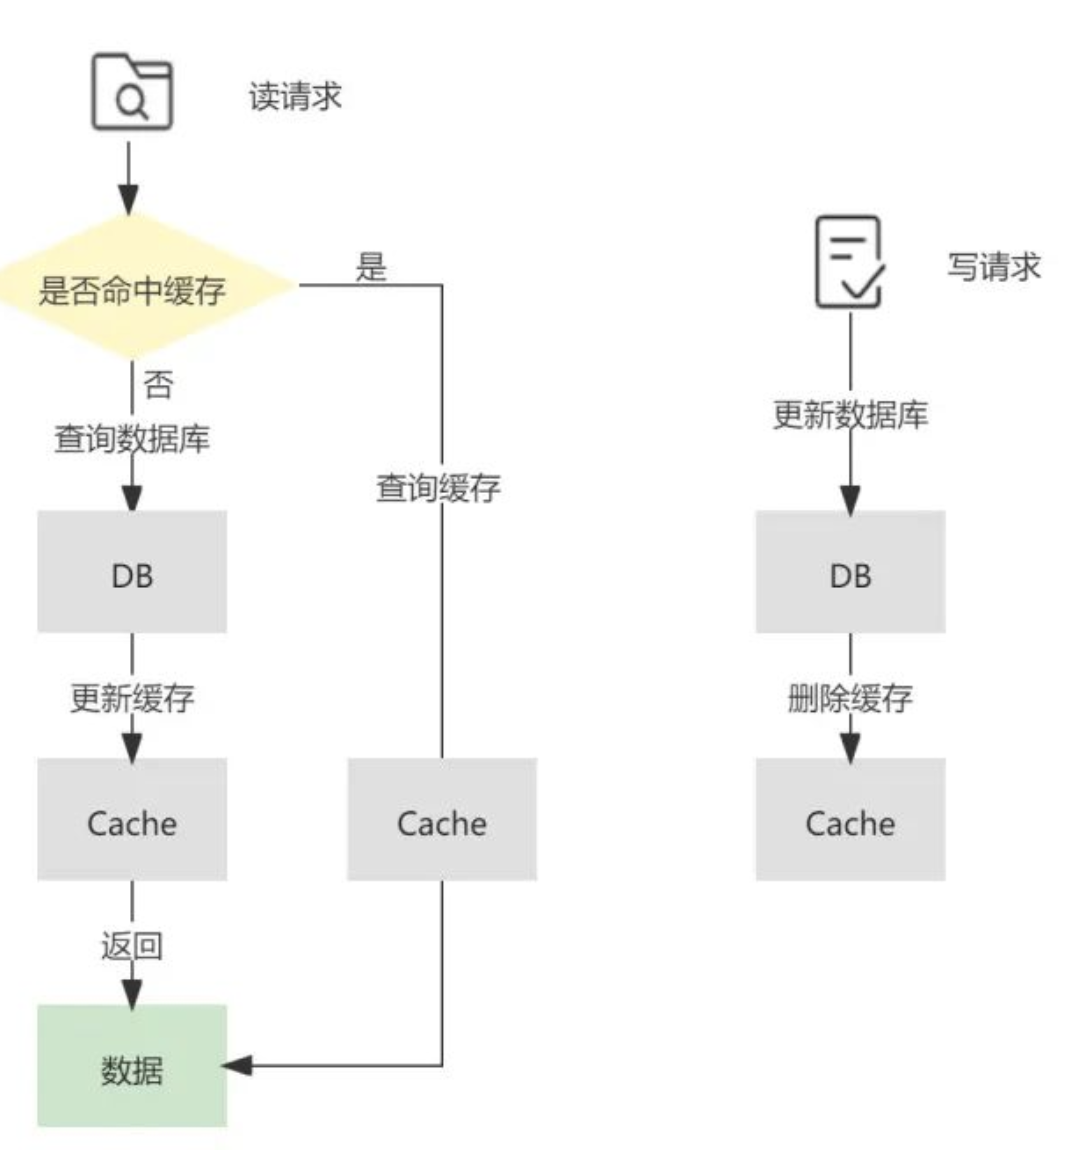 读请求
是否命中缓存
是
否
查询数据库
查询缓存
DB
更新缓存
Cache
Cache
返回
数据
写请求
更新数据库
DB
删除缓存
Cache